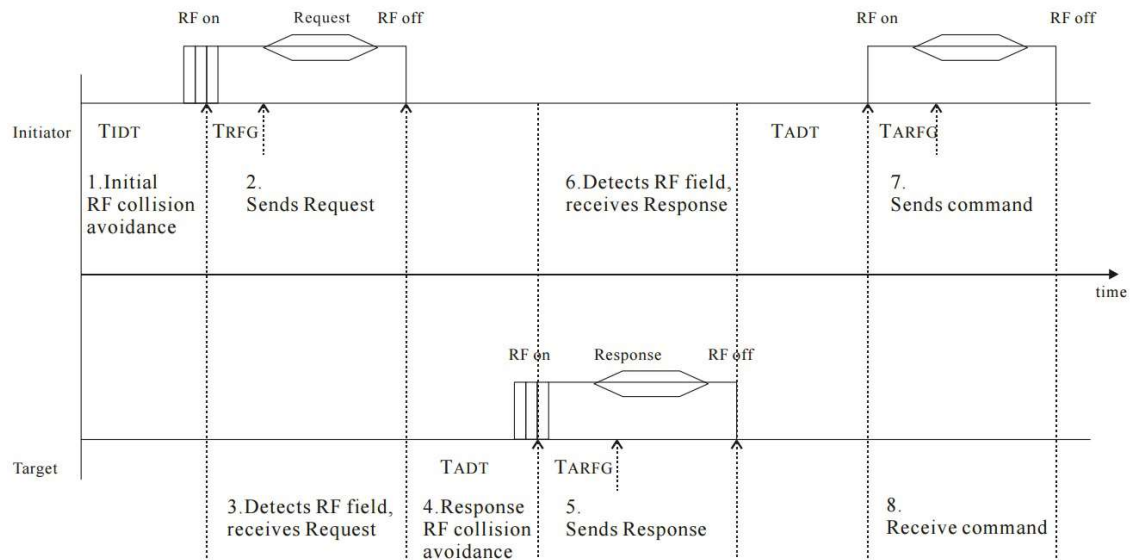 RF on
Request
RF off
RF on
RF off
Initiator
TIDT
TRFG
TADT
TARFG
1.Initial
RF collision
avoidance
2.
Sends Request
6.Detects RF field,
receives Response
7.
Sends command
time
RF on
Response
RF off
Target
TADT
TARFG
3.Detects RF field,
receives Request
4.Response
RF collision
avoidance
5.
Sends Response
8.
Receive command